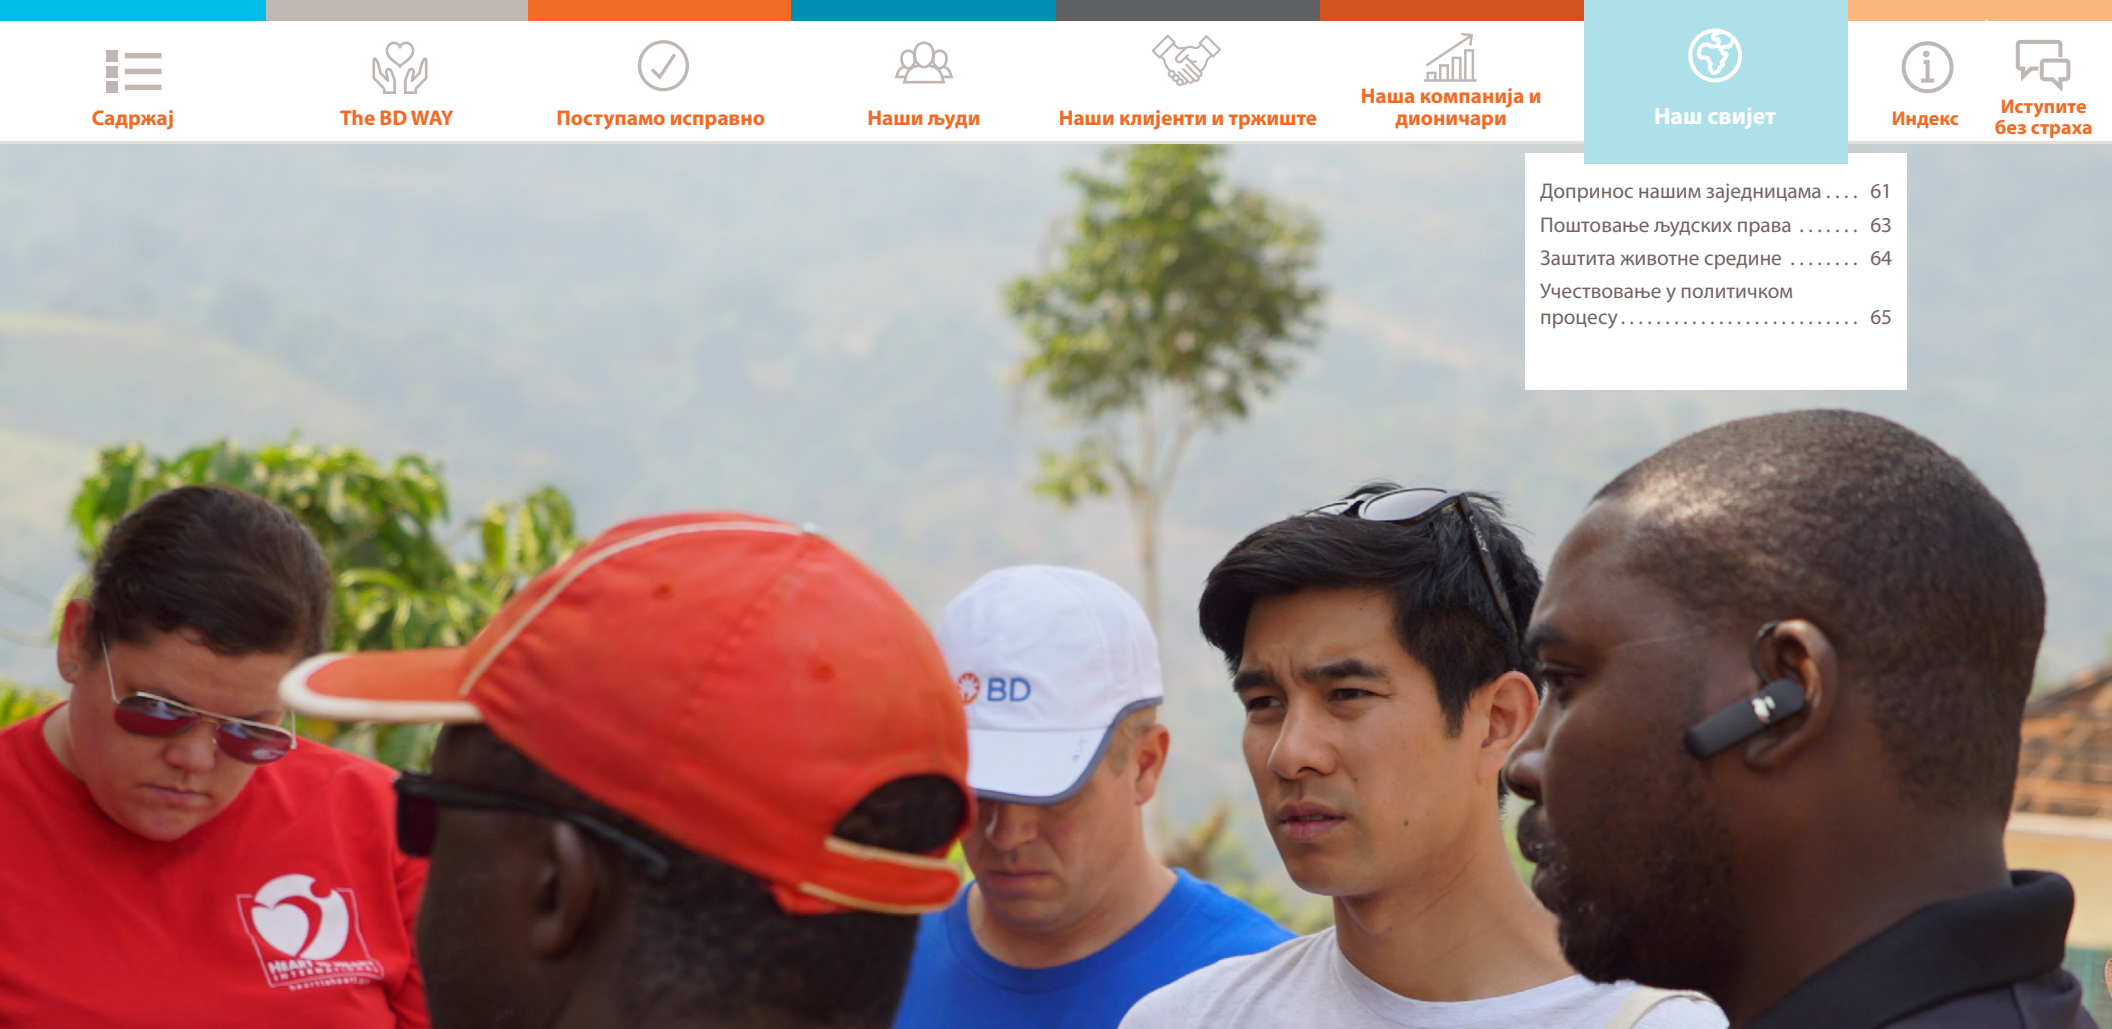 Садржај
The BD WAY
Поступамо исправно
Наши људи
Наши клијенти и тржиште
Наша компанија и
дионичари
Наш свијет
Индекс
Иступите
без страха
Допринос нашим заједницама . . . . 61
Поштовање људских права . . . . . . . 63
Заштита животне средине . . . . . . . . 64
Учествовање у политичком
процесу . . . . . . . . . . . . . . . . . . . . . . . . . . . 65
BD
INTERNATIONAL